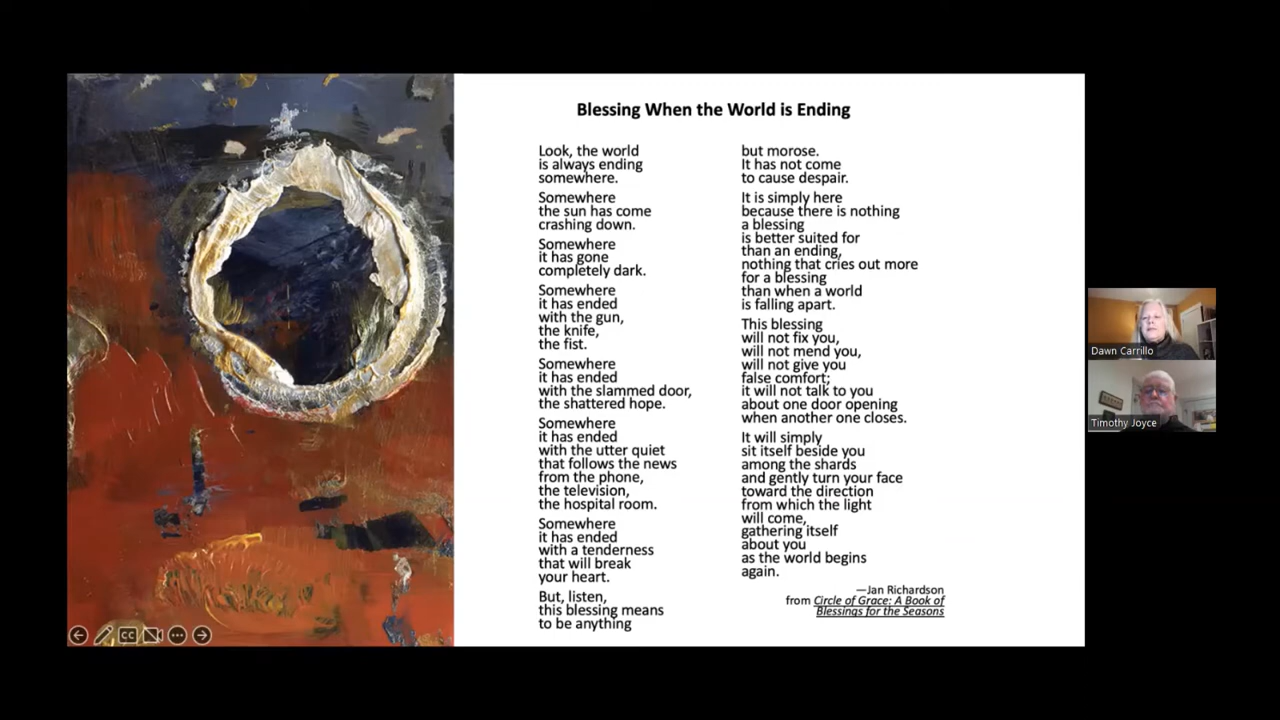 Blessing When the World is Ending
Look, the world
is always ending
somewhere.
Somewhere
the sun has come
crashing down.
Somewhere
it has gone
completely dark.
Somewhere
it has ended
with the gun,
the knife,
the fist.
Somewhere
it has ended
with the slammed door,
the shattered hope.
Somewhere
it has ended
with the utter quiet
that follows the news
from the phone,
the television,
the hospital room.
Somewhere
it has ended
with a tenderness
that will break
your heart.
But, listen,
this blessing means
to be anything
but morose.
It has not come
to cause despair.
It is simply here
because there is nothing
a blessing
is better suited for
than an ending,
nothing that cries out more
for a blessing
than when a world
is falling apart.
This blessing
will not fix you,
will not mend you,
will not give you
false comfort;
it will not talk to you
about one door opening
when another one closes.
It will simply
sit itself beside you
among the shards
and gently turn your face
toward the direction
from which the light
will come,
gathering itself
about you
as the world begins
again.
—Jan Richardson
from Circle of Grace: A Book of
Blessings for the Seasons
CC
Dawn Carrillo
Timothy Joyce